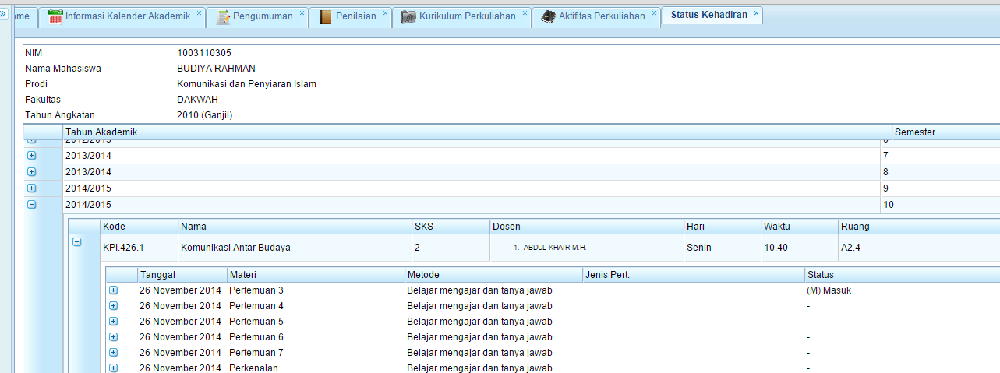 ome Informasi Kalender Akademik Pengumuman Penilaian Kurikulum Perkuliahan Aktifitas Perkuliahan Status Kehadiran
NIM 1003110305
Nama Mahasiswa BUDIYA RAHMAN
Prodi Komunikasi dan Penyiaran Islam
Fakultas DAKWAH
Tahun Angkatan 2010 (Ganjil)
Tahun Akademik Semester
2013/2014 7
2013/2014 8
2014/2015 9
2014/2015 10
Kode Nama SKS Dosen Hari Waktu Ruang
KPI.426.1 Komunikasi Antar Budaya 2 1. ABDUL KHAIR M.H. Senin 10.40 A2.4
Tanggal Materi Metode Jenis Pert. Status
26 November 2014 Pertemuan 3 Belajar mengajar dan tanya jawab (M) Masuk
26 November 2014 Pertemuan 4 Belajar mengajar dan tanya jawab -
26 November 2014 Pertemuan 5 Belajar mengajar dan tanya jawab -
26 November 2014 Pertemuan 6 Belajar mengajar dan tanya jawab -
26 November 2014 Pertemuan 7 Belajar mengajar dan tanya jawab -
26 November 2014 Perkenalan Belajar mengajar dan tanya jawab -